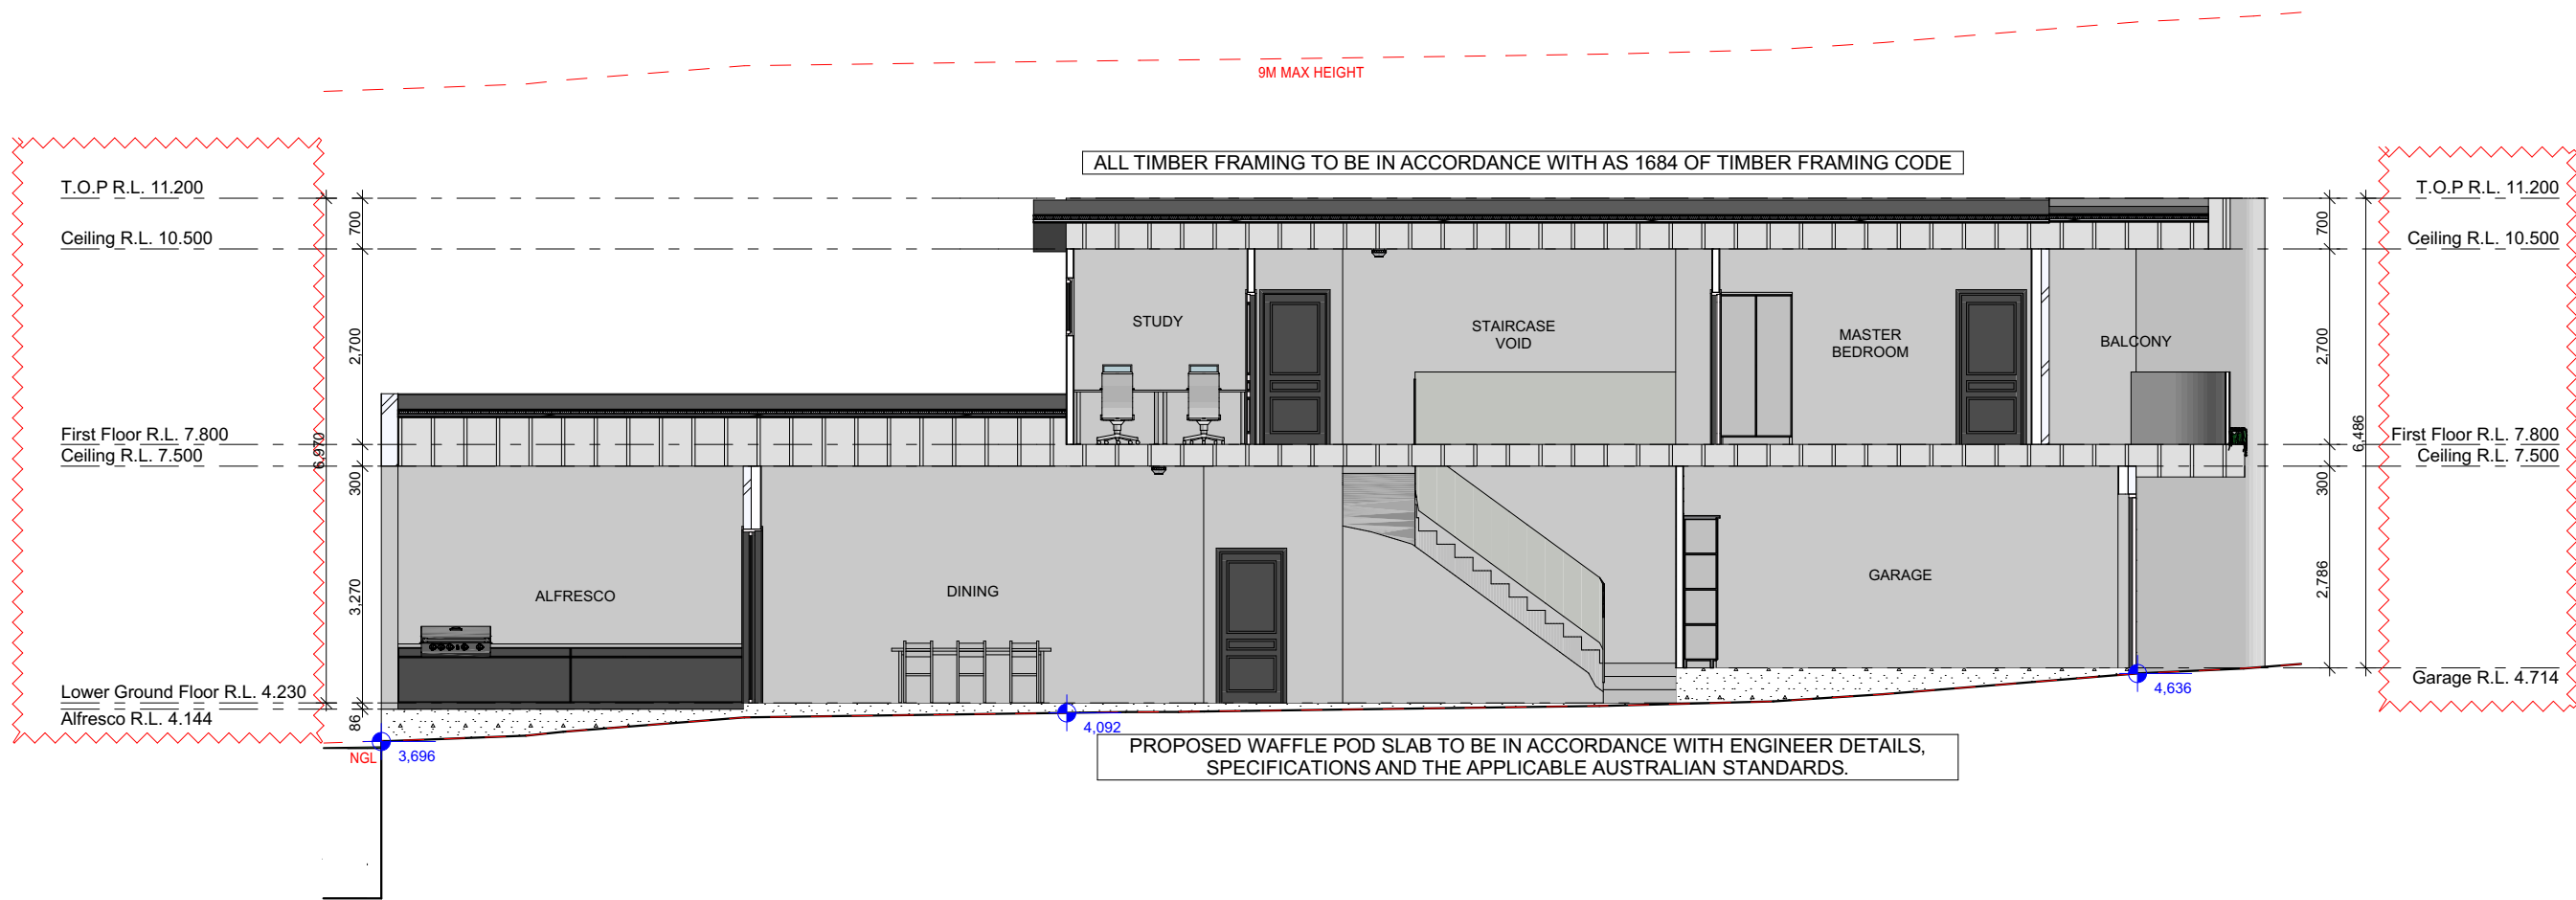 9M MAX HEIGHT
ALL TIMBER FRAMING TO BE IN ACCORDANCE WITH AS 1684 OF TIMBER FRAMING CODE
T.O.P R.L. 11.200
700
Ceiling R.L. 10.500
2,700
First Floor R.L. 7.800
Ceiling R.L. 7.500
6,970
300
3,270
Lower Ground Floor R.L. 4.230
Alfresco R.L. 4.144
86
NGL
3,696
STUDY
STAIRCASE
VOID
MASTER
BEDROOM
BALCONY
ALFRESCO
DINING
GARAGE
4,092
4,636
PROPOSED WAFFLE POD SLAB TO BE IN ACCORDANCE WITH ENGINEER DETAILS,
SPECIFICATIONS AND THE APPLICABLE AUSTRALIAN STANDARDS.
T.O.P R.L. 11.200
700
Ceiling R.L. 10.500
2,700
6,486
First Floor R.L. 7.800
Ceiling R.L. 7.500
300
2,786
Garage R.L. 4.714